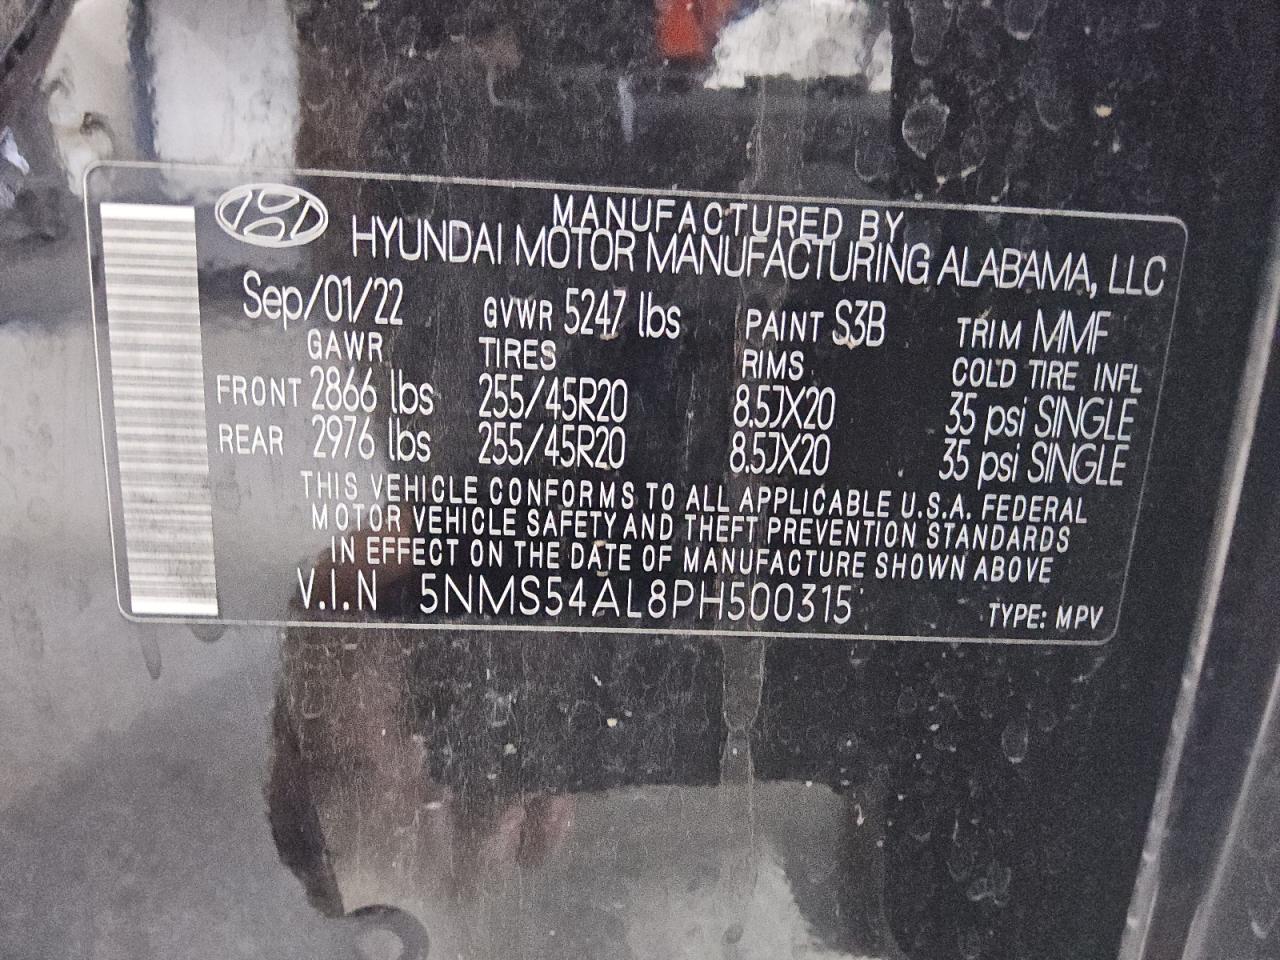 MANUFACTURED BY
HYUNDAI MOTOR MANUFACTURING ALABAMA, LLC
Sep/01/22 GVWR 5247 lbs PAINT S3B TRIM MMF
GAWR TIRES RIMS COLD TIRE INFL
FRONT 2866 lbs 255/45R20 8.5JX20 35 psi SINGLE
REAR 2976 lbs 255/45R20 8.5JX20 35 psi SINGLE
THIS VEHICLE CONFORMS TO ALL APPLICABLE U.S.A. FEDERAL
MOTOR VEHICLE SAFETY AND THEFT PREVENTION STANDARDS
IN EFFECT ON THE DATE OF MANUFACTURE SHOWN ABOVE
V.I.N 5NMS54AL8PH500315 TYPE: MPV